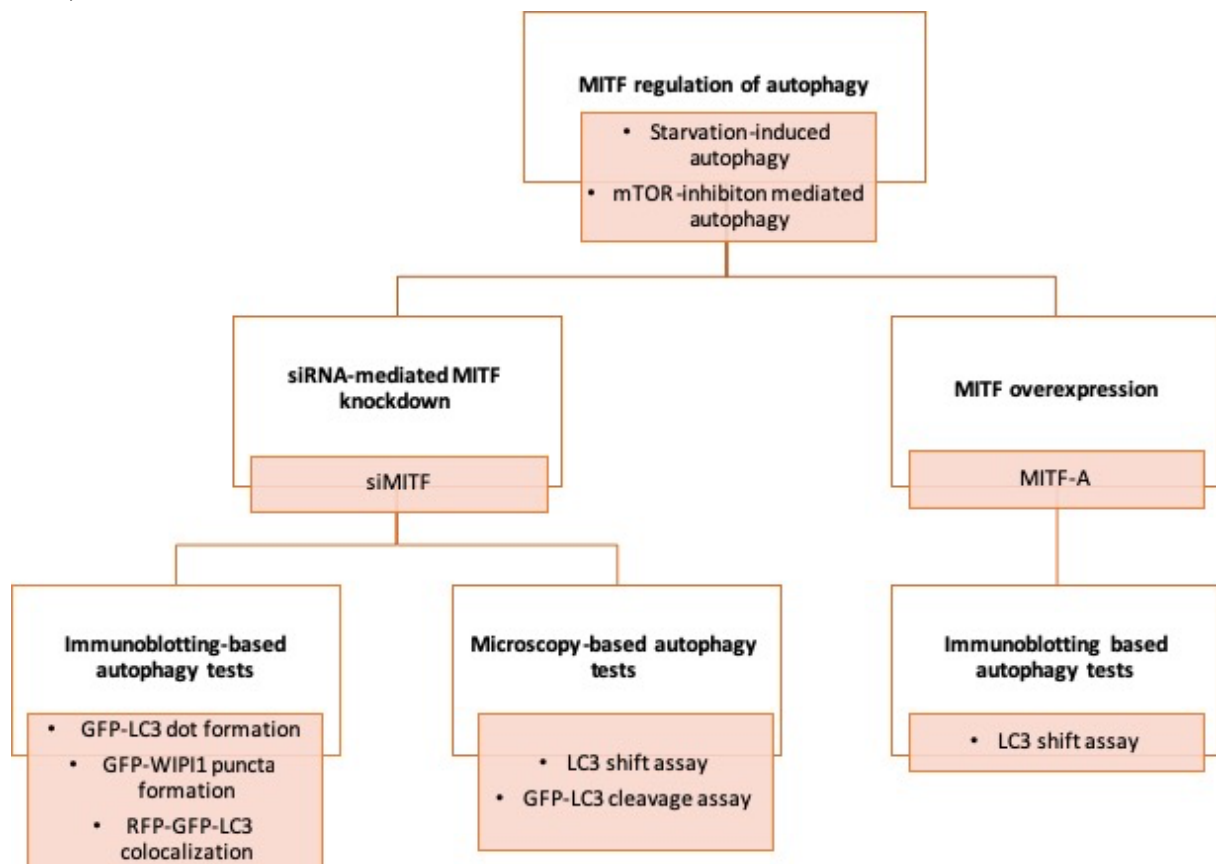 MITF regulation of autophagy
• Starvation-induced
autophagy
• mTOR-inhibiton mediated
autophagy
siRNA-mediated MITF
knockdown
siMITF
MITF overexpression
MITF-A
Immunoblotting-based
autophagy tests
• GFP-LC3 dot formation
• GFP-WIPI1 puncta
formation
• RFP-GFP-LC3
colocalization
Microscopy-based autophagy
tests
• LC3 shift assay
• GFP-LC3 cleavage assay
Immunoblotting based
autophagy tests
• LC3 shift assay